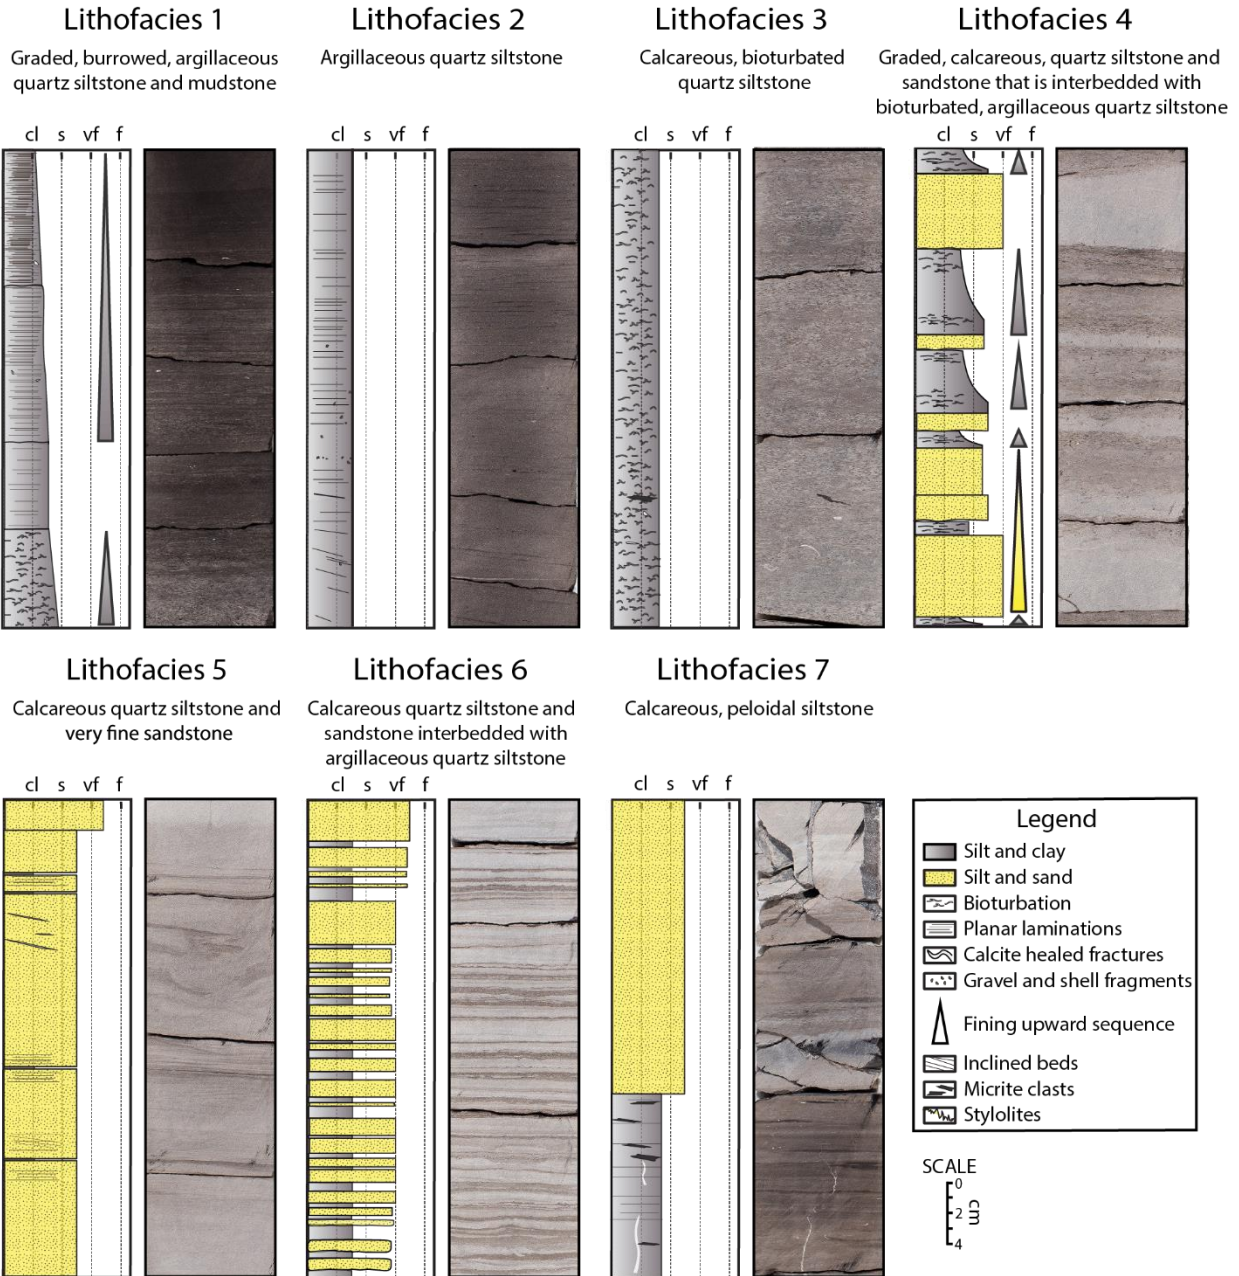 Lithofacies 1
Graded, burrowed, argillaceous
quartz siltstone and mudstone
cl s vf f
Lithofacies 2
Argillaceous quartz siltstone
cl s vf f
Lithofacies 3
Calcareous, bioturbated
quartz siltstone
cl s vf f
Lithofacies 4
Graded, calcareous, quartz siltstone and
sandstone that is interbedded with
bioturbated, argillaceous quartz siltstone
cl s vf f
Lithofacies 5
Calcareous quartz siltstone and
very fine sandstone
cl s vf f
Lithofacies 6
Calcareous quartz siltstone and
sandstone interbedded with
argillaceous quartz siltstone
cl s vf f
Lithofacies 7
Calcareous, peloidal siltstone
cl s vf f
Legend
Silt and clay
Silt and sand
Bioturbation
Planar laminations
Calcite healed fractures
Gravel and shell fragments
Fining upward sequence
Inclined beds
Micrite clasts
Stylolites
SCALE
0
2
4
cm